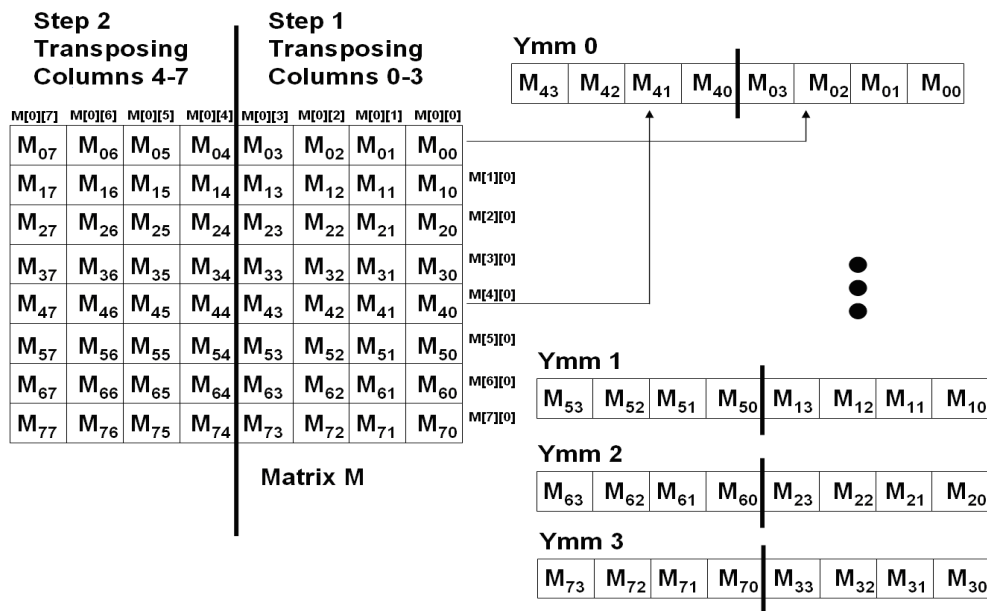 Step 2
Transposing
Columns 4-7
Step 1
Transposing
Columns 0-3
M[0][7] M[0][6] M[0][5] M[0][4] M[0][3] M[0][2] M[0][1] M[0][0]
M07 M06 M05 M04 M03 M02 M01 M00
M17 M16 M15 M14 M13 M12 M11 M10 M[1][0]
M27 M26 M25 M24 M23 M22 M21 M20 M[2][0]
M37 M36 M35 M34 M33 M32 M31 M30 M[3][0]
M47 M46 M45 M44 M43 M42 M41 M40 M[4][0]
M57 M56 M55 M54 M53 M52 M51 M50 M[5][0]
M67 M66 M65 M64 M63 M62 M61 M60 M[6][0]
M77 M76 M75 M74 M73 M72 M71 M70 M[7][0]
Matrix M
Ymm 0
M43 M42 M41 M40 M03 M02 M01 M00
Ymm 1
M53 M52 M51 M50 M13 M12 M11 M10
Ymm 2
M63 M62 M61 M60 M23 M22 M21 M20
Ymm 3
M73 M72 M71 M70 M33 M32 M31 M30